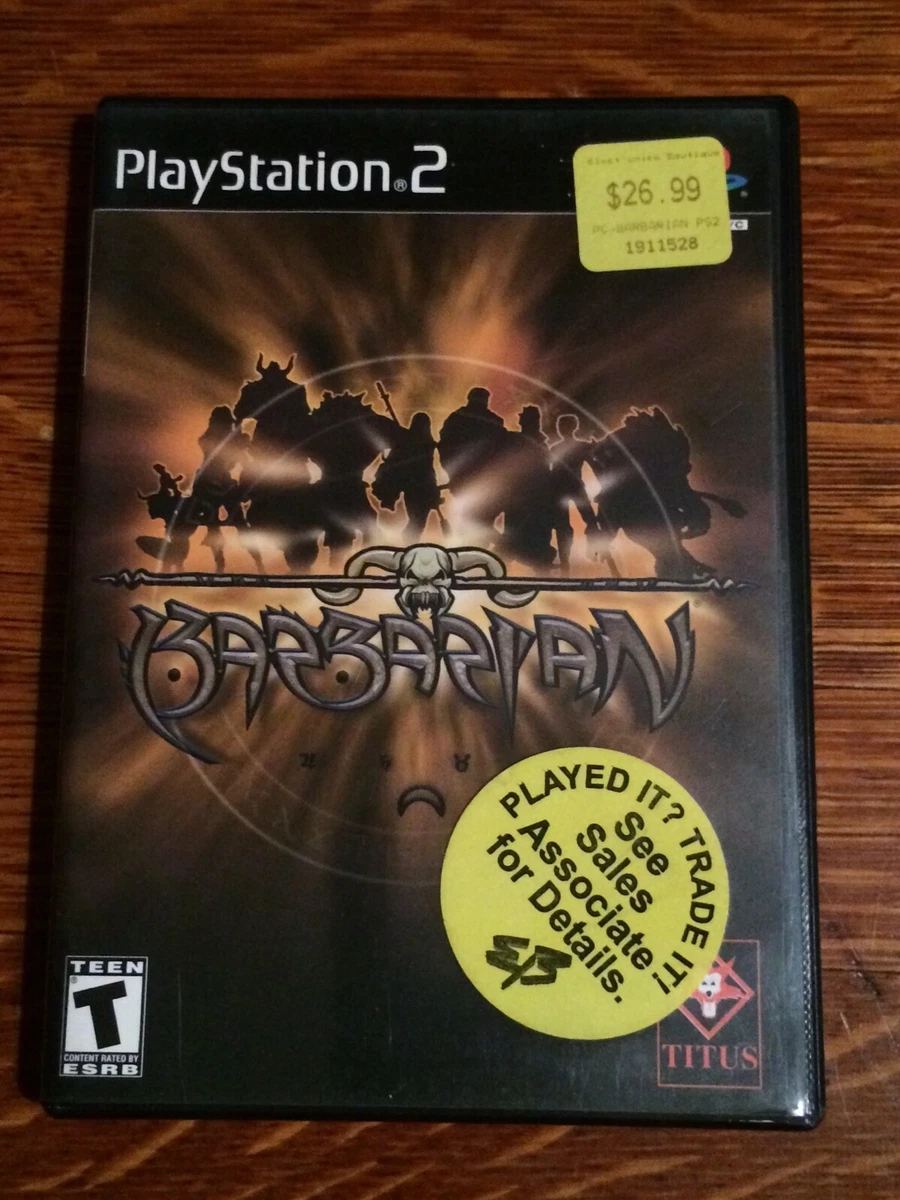 PlayStation®2
Electronics Boutique
$26.99
PC-BARBARIAN PS2
1911528
BARBARIAN
PLAYED IT? TRADE IT!
See
Sales
Associate
for Details.
TEEN
T
CONTENT RATED BY
ESRB
TITUS